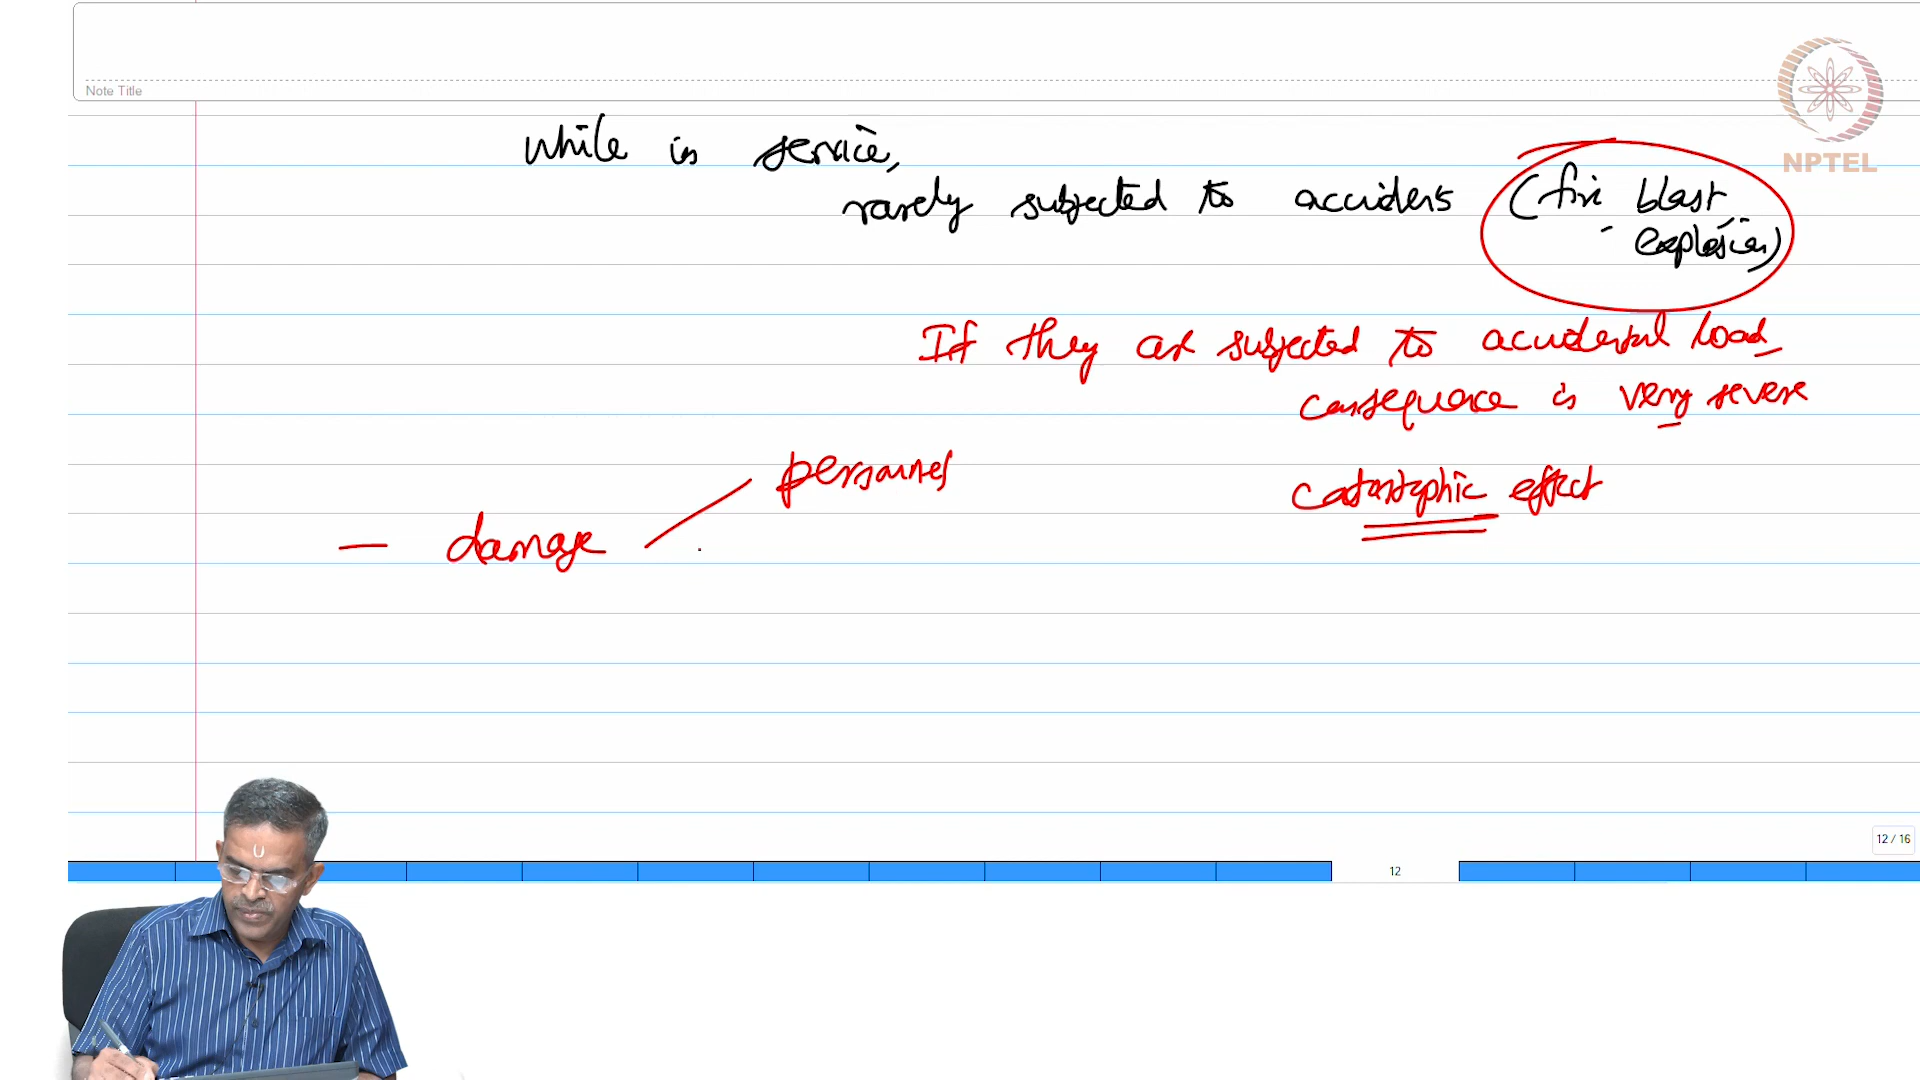 Note Title
NPTEL
while in service,
rarely subjected to accidents (fire blast
explosion)
If they are subjected to accidental load
consequence is very severe
catastrophic effect
personnel
— damage
12 / 16
12